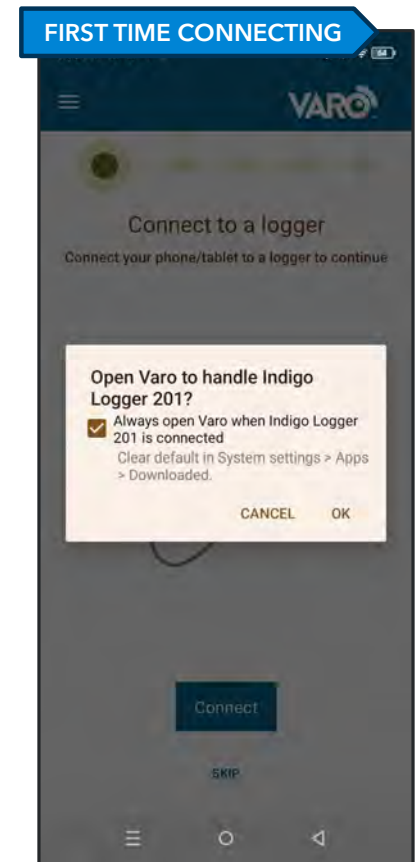 FIRST TIME CONNECTING
64
VARO
Connect to a logger
Connect your phone/tablet to a logger to continue
Open Varo to handle Indigo
Logger 201?
Always open Varo when Indigo Logger
201 is connected
Clear default in System settings > Apps
> Downloaded.
CANCEL OK
Connect
SKIP